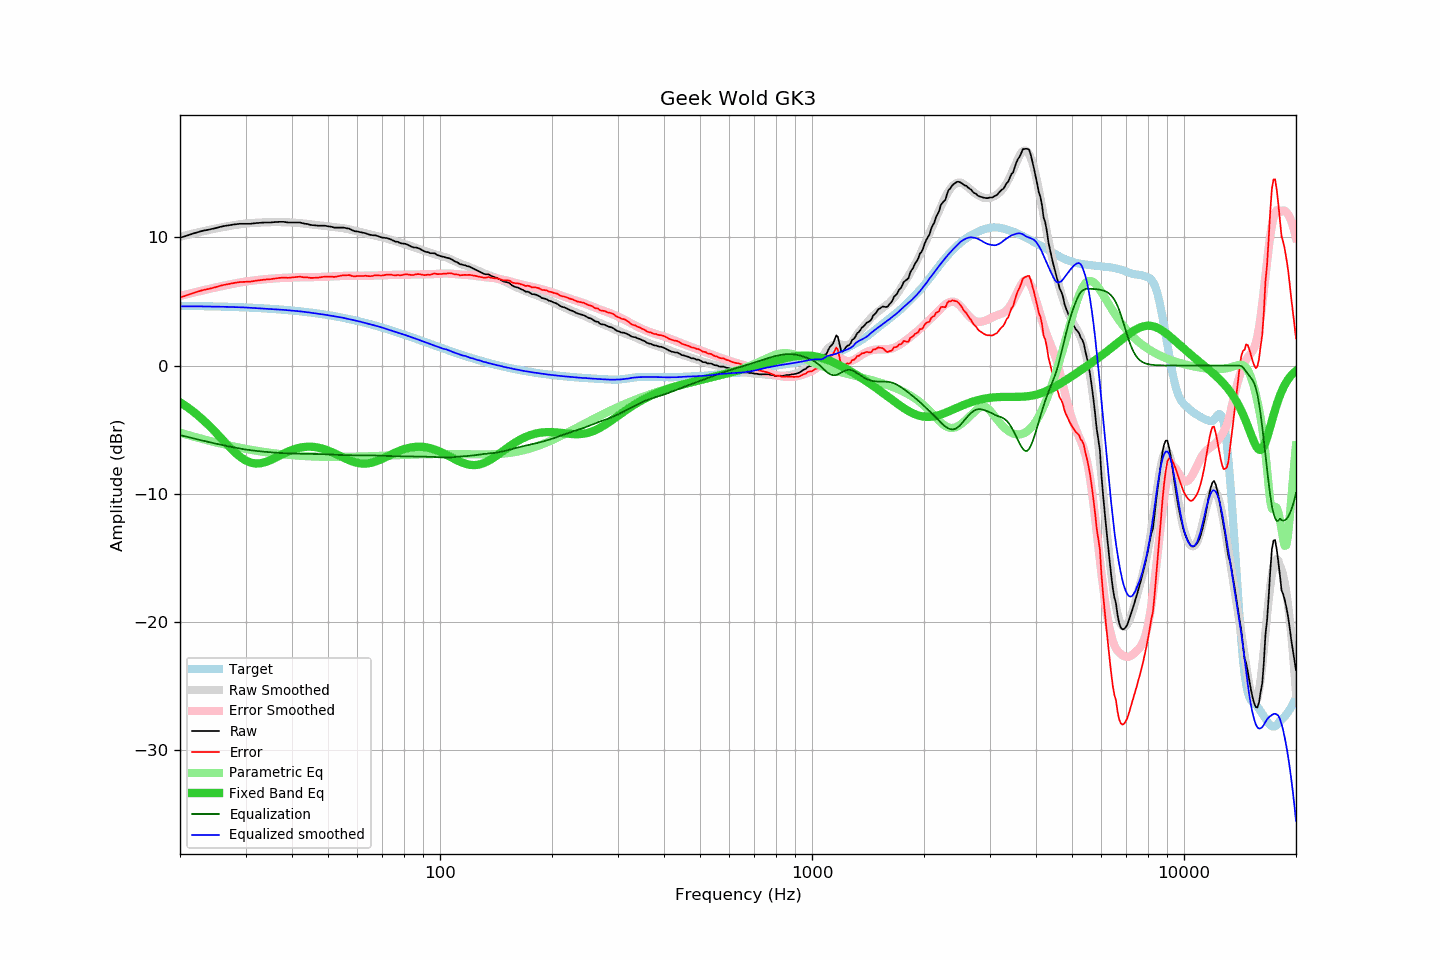 Geek Wold GK3
10
0
−10
−20
−30
Amplitude (dBr)
Target
Raw Smoothed
Error Smoothed
Raw
Error
Parametric Eq
Fixed Band Eq
Equalization
Equalized smoothed
100
1000
10000
Frequency (Hz)